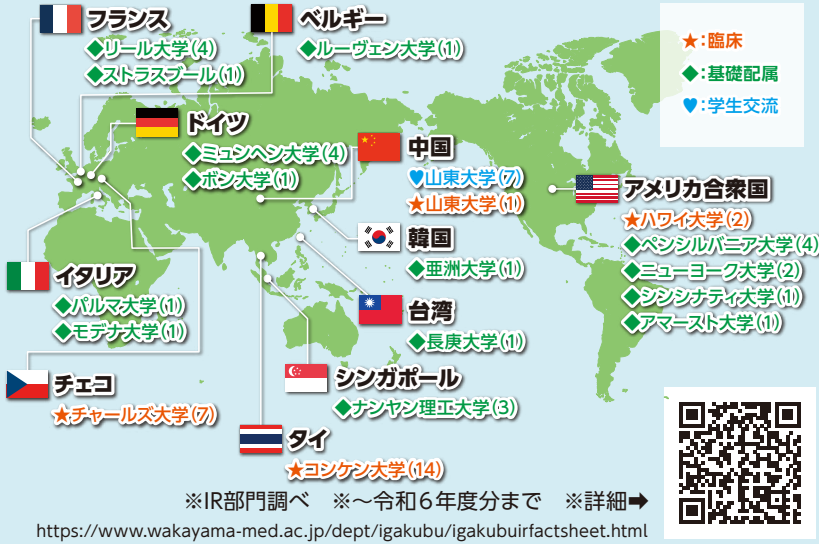 フランス
◆リール大学(4)
◆ストラスブール(1)
ベルギー
◆ルーヴェン大学(1)
★:臨床
◆:基礎配属
♥:学生交流
ドイツ
◆ミュンヘン大学(4)
◆ボン大学(1)
中国
♥山東大学(7)
★山東大学(1)
韓国
◆亜洲大学(1)
台湾
◆長庚大学(1)
アメリカ合衆国
★ハワイ大学(2)
◆ペンシルバニア大学(4)
◆ニューヨーク大学(2)
◆シンシナティ大学(1)
◆アマースト大学(1)
イタリア
◆パルマ大学(1)
◆モデナ大学(1)
チェコ
★チャールズ大学(7)
シンガポール
◆ナンヤン理工大学(3)
タイ
★コンケン大学(14)
※IR部門調べ ※～令和6年度分まで ※詳細➡
https://www.wakayama-med.ac.jp/dept/igakubu/igakubuirfactsheet.html